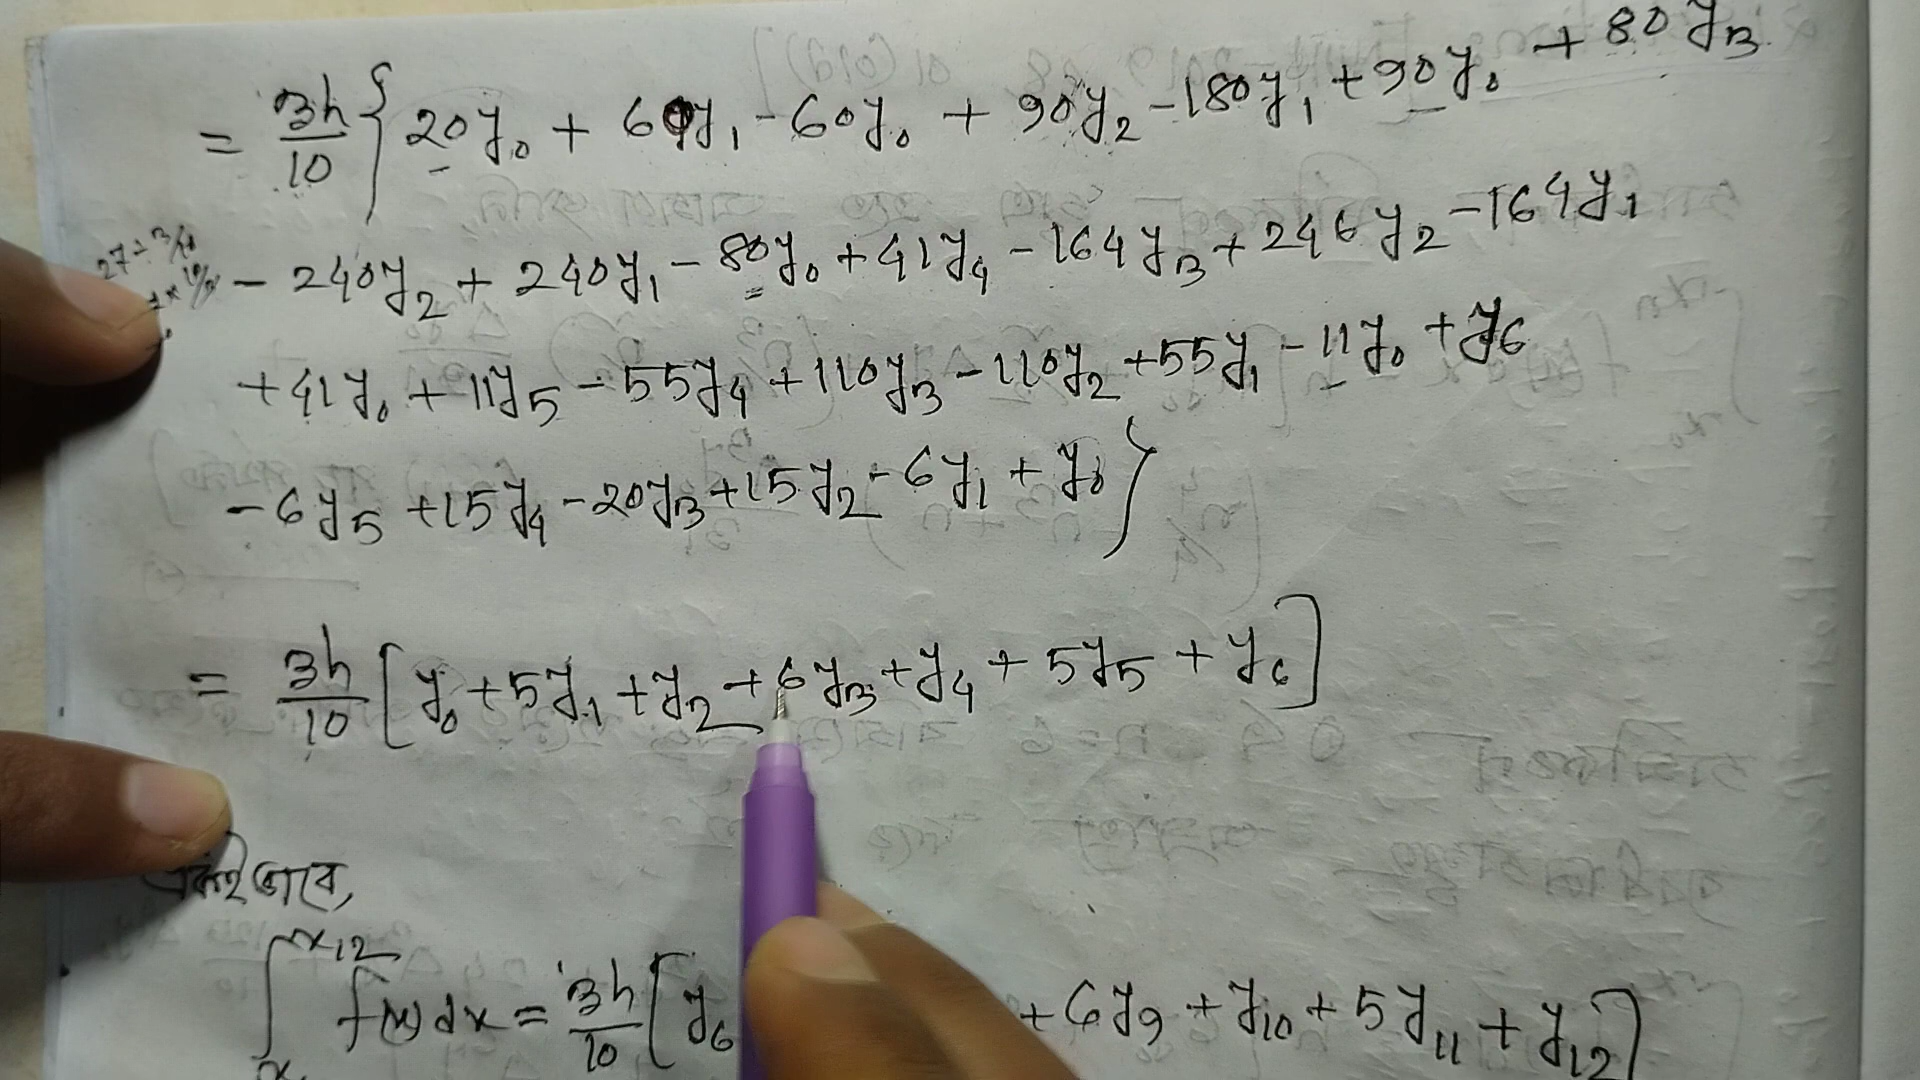 = 3h/10 { 20y₀ + 60y₁ - 60y₀ + 90y₂ - 180y₁ + 90y₀ + 80y₃
- 240y₂ + 240y₁ - 80y₀ + 41y₄ - 164y₃ + 246y₂ - 164y₁
+ 41y₀ + 11y₅ - 55y₄ + 110y₃ - 110y₂ + 55y₁ - 11y₀ + y₆
- 6y₅ + 15y₄ - 20y₃ + 15y₂ - 6y₁ + y₀ }
= 3h/10 [ y₀ + 5y₁ + y₂ + 6y₃ + y₄ + 5y₅ + y₆ ]
একইভাবে,
∫ x₁₂ f(x) dx = 3h/10 [ y₆ + 6y₉ + y₁₀ + 5y₁₁ + y₁₂ ]